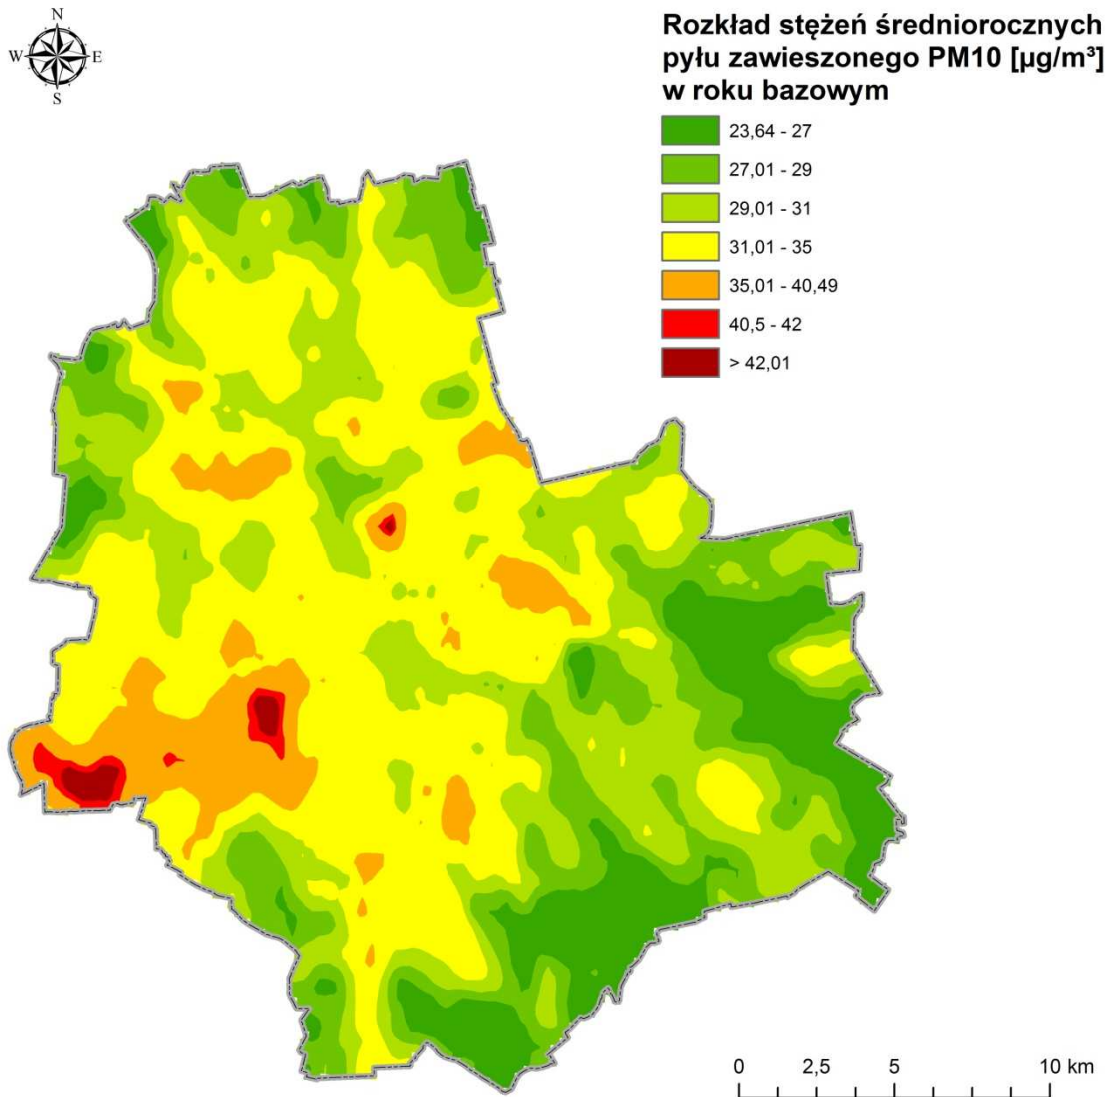 N
W E
S
Rozkład stężeń średniorocznych
pyłu zawieszonego PM10 [µg/m³]
w roku bazowym
23,64 - 27
27,01 - 29
29,01 - 31
31,01 - 35
35,01 - 40,49
40,5 - 42
> 42,01
0 2,5 5 10 km